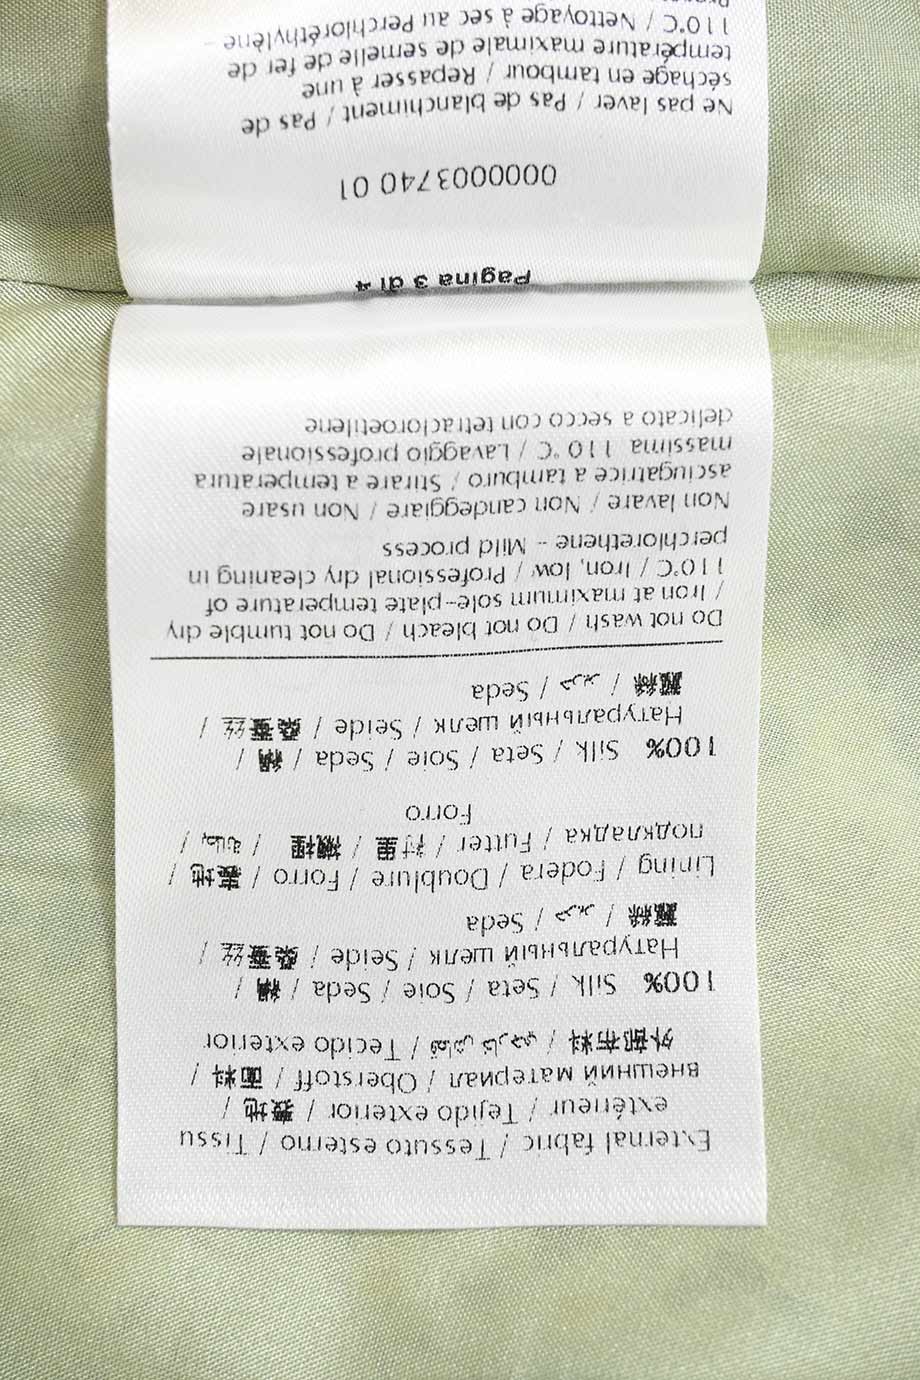 External fabric / Tessuto esterno / Tissu
extérieur / Tejido exterior / 表地 /
внешний материал / Oberstoff / 面料 /
外部布料 / قماش خارجي / Tecido exterior
100% Silk / Seta / Soie / Seda / 絹 /
Натуральный шелк / Seide / 桑蚕丝 /
蠶絲 / حرير / Seda
Lining / Fodera / Doublure / Forro / 裏地 /
подкладка / Futter / 衬里 / 襯裡 / بطانة /
Forro
100% Silk / Seta / Soie / Seda / 絹 /
Натуральный шелк / Seide / 桑蚕丝 /
蠶絲 / حرير / Seda
Do not wash / Do not bleach / Do not tumble dry
/ Iron at maximum sole-plate temperature of
110°C / Iron, low / Professional dry cleaning in
perchlorethene - Mild process
Non lavare / Non candeggiare / Non usare
asciugatrice a tamburo / Stirare a temperatura
massima 110 °C / Lavaggio professionale
delicato a secco con tetracloroetilene
Pagina 3 di 4
0000003740 01
Ne pas laver / Pas de blanchiment / Pas de
séchage en tambour / Repasser à une
température maximale de semelle de fer de
110°C / Nettoyage à sec au Perchloréthylène -